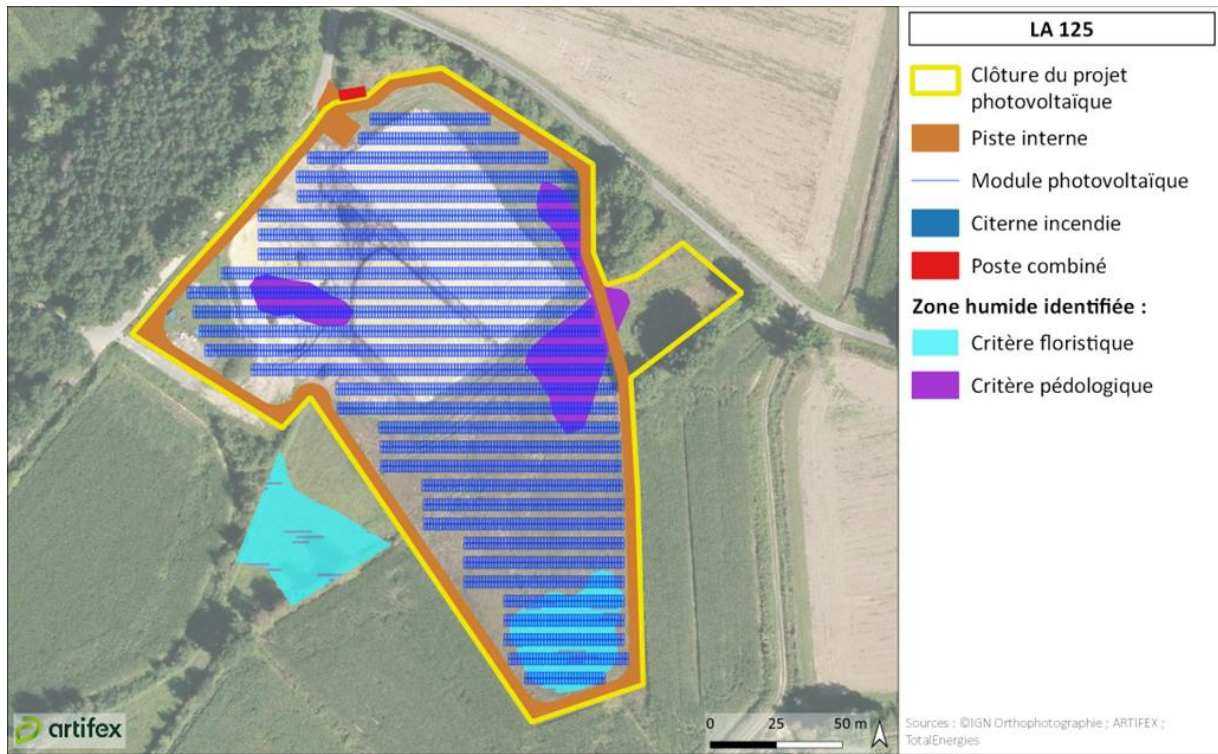 LA 125
Clôture du projet
photovoltaïque
Piste interne
Module photovoltaïque
Citerne incendie
Poste combiné
Zone humide identifiée :
Critère floristique
Critère pédologique
artifex
0 25 50 m
Sources : ©IGN Orthophotographie ; ARTIFEX ;
TotalEnergies